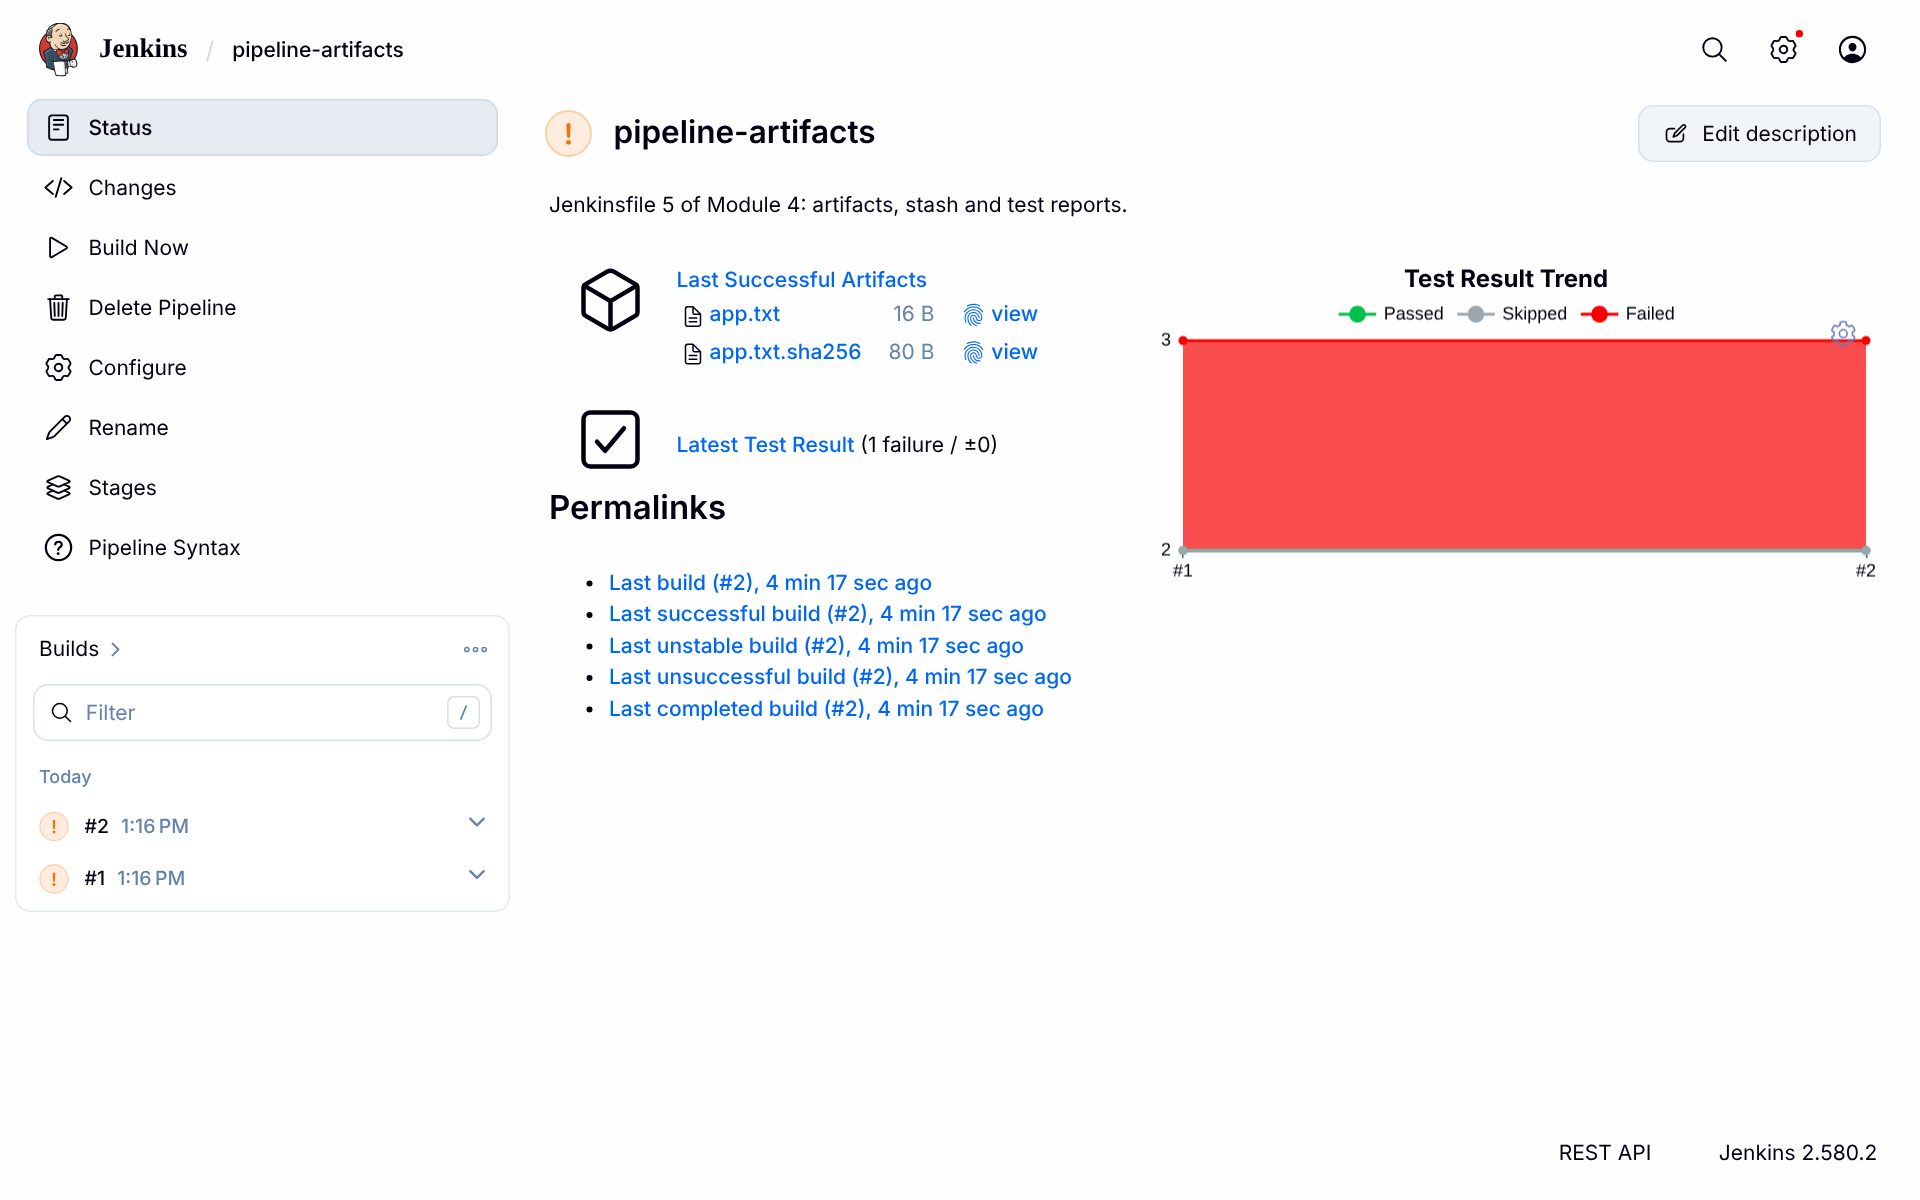 Jenkins / pipeline-artifacts
Status
Changes
Build Now
Delete Pipeline
Configure
Rename
Stages
Pipeline Syntax
Builds
Filter /
Today
#2 1:16 PM
#1 1:16 PM
pipeline-artifacts
Edit description
Jenkinsfile 5 of Module 4: artifacts, stash and test reports.
Last Successful Artifacts
app.txt 16 B view
app.txt.sha256 80 B view
Latest Test Result (1 failure / ±0)
Permalinks
Last build (#2), 4 min 17 sec ago
Last successful build (#2), 4 min 17 sec ago
Last unstable build (#2), 4 min 17 sec ago
Last unsuccessful build (#2), 4 min 17 sec ago
Last completed build (#2), 4 min 17 sec ago
Test Result Trend
Passed Skipped Failed
3
2
#1 #2
REST API Jenkins 2.580.2